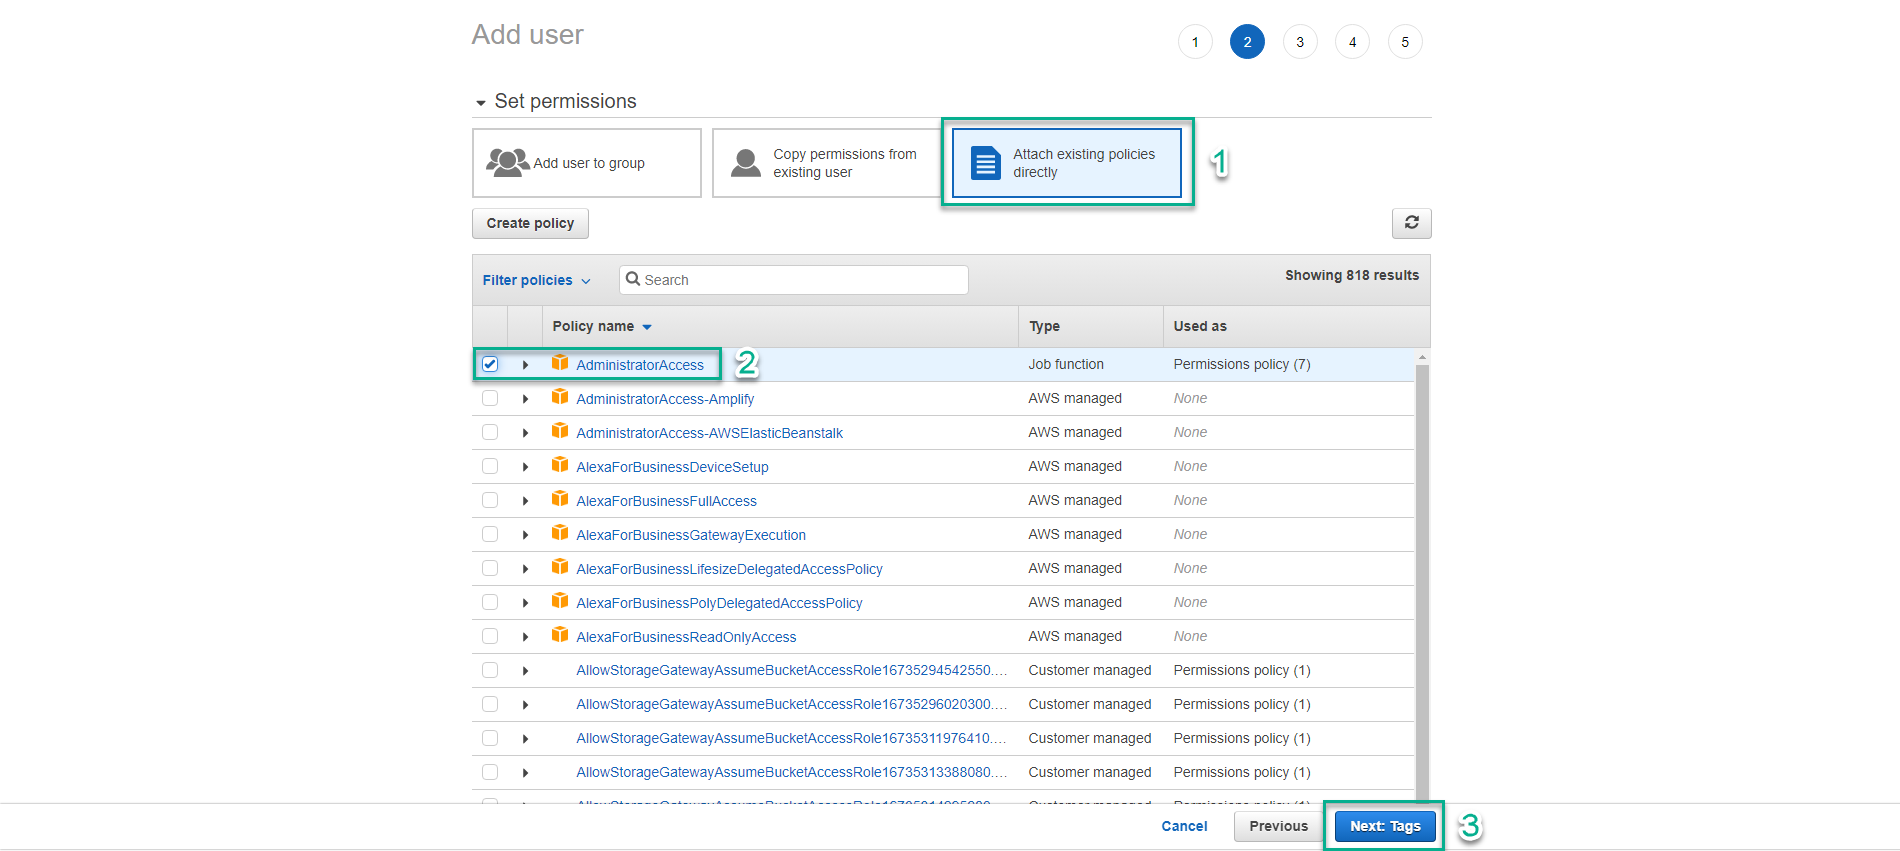 Add user
1 2 3 4 5
Set permissions
Add user to group
Copy permissions from
existing user
Attach existing policies
directly
1
Create policy
Filter policies
Search
Showing 818 results
Policy name Type Used as
AdministratorAccess 2 Job function Permissions policy (7)
AdministratorAccess-Amplify AWS managed None
AdministratorAccess-AWSElasticBeanstalk AWS managed None
AlexaForBusinessDeviceSetup AWS managed None
AlexaForBusinessFullAccess AWS managed None
AlexaForBusinessGatewayExecution AWS managed None
AlexaForBusinessLifesizeDelegatedAccessPolicy AWS managed None
AlexaForBusinessPolyDelegatedAccessPolicy AWS managed None
AlexaForBusinessReadOnlyAccess AWS managed None
AllowStorageGatewayAssumeBucketAccessRole16735294542550.... Customer managed Permissions policy (1)
AllowStorageGatewayAssumeBucketAccessRole16735296020300.... Customer managed Permissions policy (1)
AllowStorageGatewayAssumeBucketAccessRole16735311976410.... Customer managed Permissions policy (1)
AllowStorageGatewayAssumeBucketAccessRole16735313388080.... Customer managed Permissions policy (1)
Cancel Previous Next: Tags 3